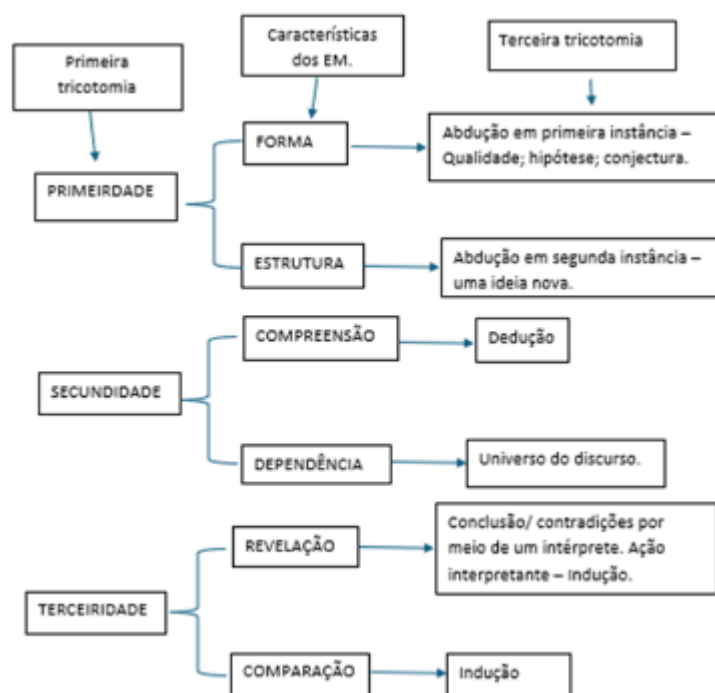 Primeira
tricotomia
Características
dos EM.
Terceira tricotomia
PRIMEIRDADE
FORMA
Abdução em primeira instância –
Qualidade; hipótese; conjectura.
ESTRUTURA
Abdução em segunda instância –
uma ideia nova.
SECUNDIDADE
COMPREENSÃO
Dedução
DEPENDÊNCIA
Universo do discurso.
TERCEIRIDADE
REVELAÇÃO
Conclusão/ contradições por
meio de um intérprete. Ação
interpretante – Indução.
COMPARAÇÃO
Indução